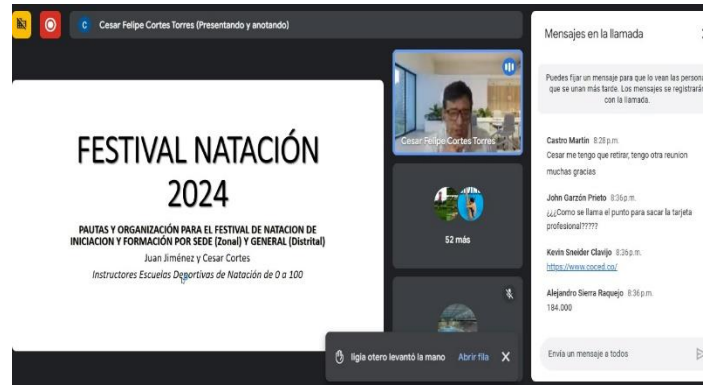 C Cesar Felipe Cortes Torres (Presentando y anotando)
FESTIVAL NATACIÓN
2024
PAUTAS Y ORGANIZACIÓN PARA EL FESTIVAL DE NATACION DE
INICIACION Y FORMACIÓN POR SEDE (Zonal) Y GENERAL (Distrital)
Juan Jiménez y Cesar Cortes
Instructores Escuelas Deportivas de Natación de 0 a 100
Cesar Felipe Cortes Torres
52 más
ligia otero levantó la mano Abrir fila X
Mensajes en la llamada
Puedes fijar un mensaje para que lo vean las persona
que se unan más tarde. Los mensajes se registrarán
con la llamada.
Castro Martin 8:28 p.m.
Cesar me tengo que retirar, tengo otra reunion
muchas gracias
John Garzón Prieto 8:36 p.m.
¿¿¿Como se llama el punto para sacar la tarjeta
profesional?????
Kevin Sneider Clavijo 8:36 p.m.
https://www.coced.co/
Alejandro Sierra Raquejo 8:36 p.m.
184.000
Envía un mensaje a todos